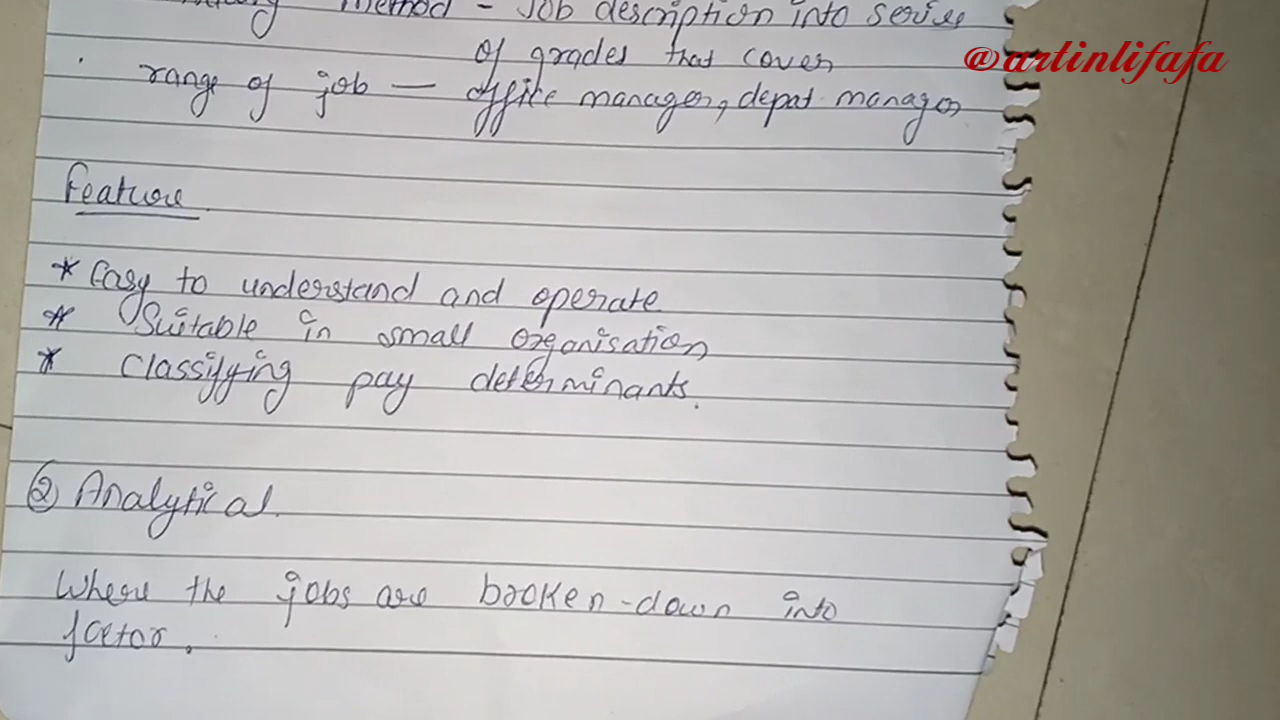 Method - Job description into series
of grades that cover
@artinlifafa
range of job — office manager, depat. manager
Feature
* Easy to understand and operate
* Suitable in small organisation
* Classifying pay determinants.
② Analytical.
Where the jobs are broken-down into
factor.